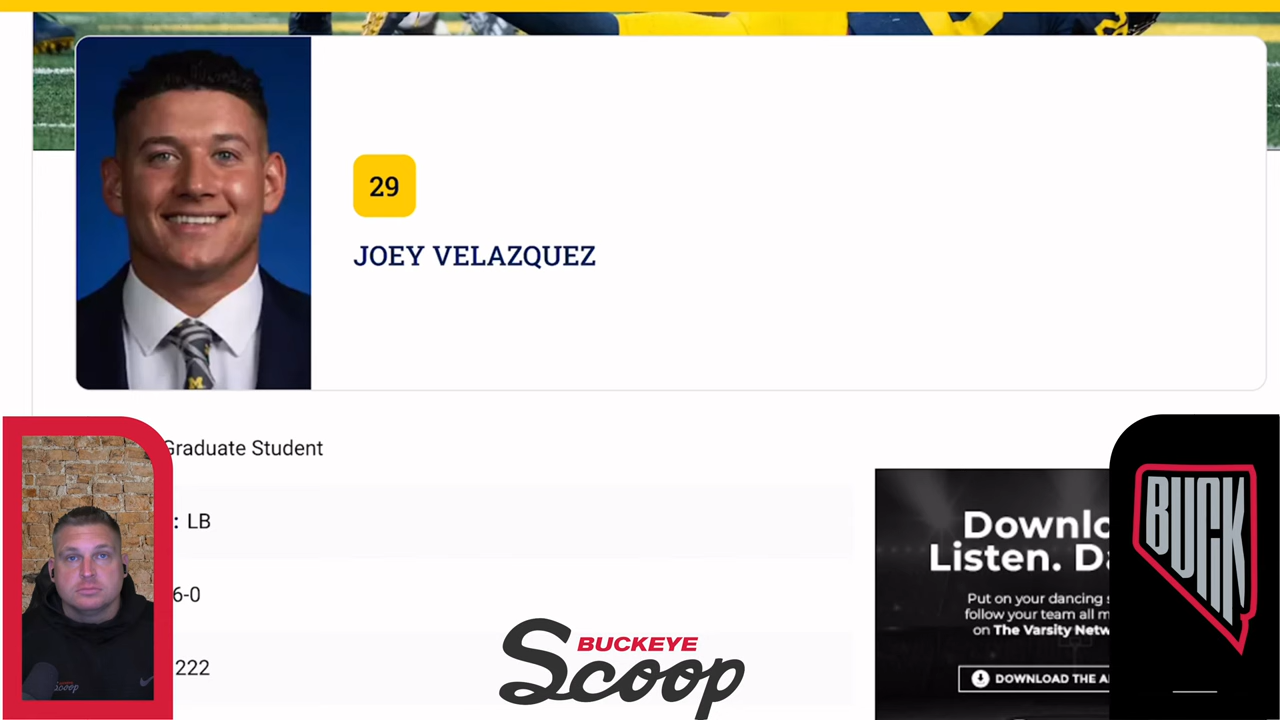 29
JOEY VELAZQUEZ
Graduate Student
: LB
6-0
222
Downlo
Listen. Da
Put on your dancing s
follow your team all m
on The Varsity Netw
DOWNLOAD THE A
BUCKEYE
Scoop
BUCK
M
Scoop